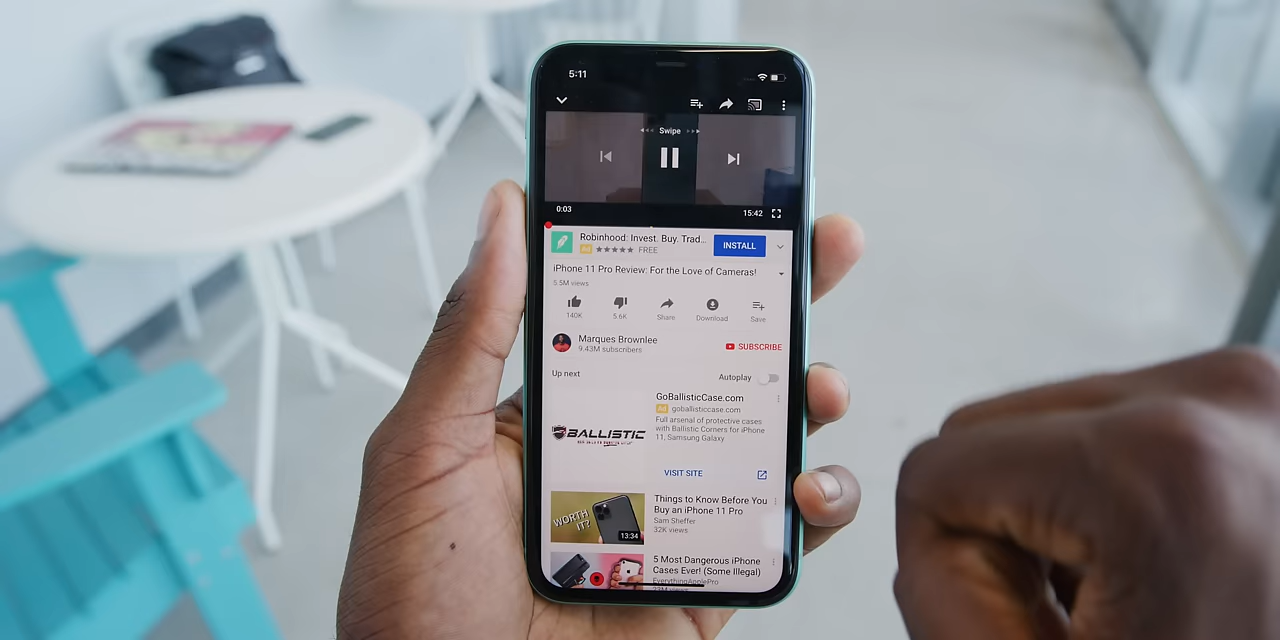 5:11
Swipe
0:03
15:42
Robinhood: Invest. Buy. Trad...
INSTALL
Ad ★★★★★ FREE
iPhone 11 Pro Review: For the Love of Cameras!
5.5M views
140K
5.6K
Share
Download
Save
Marques Brownlee
9.43M subscribers
SUBSCRIBE
Up next
Autoplay
GoBallisticCase.com
Ad goballisticcase.com
Full arsenal of protective cases
with Ballistic Corners for iPhone
11, Samsung Galaxy
BALLISTIC
VISIT SITE
WORTH
IT?
13:34
Things to Know Before You
Buy an iPhone 11 Pro
Sam Sheffer
32K views
5 Most Dangerous iPhone
Cases Ever! (Some Illegal)
EverythingApplePro